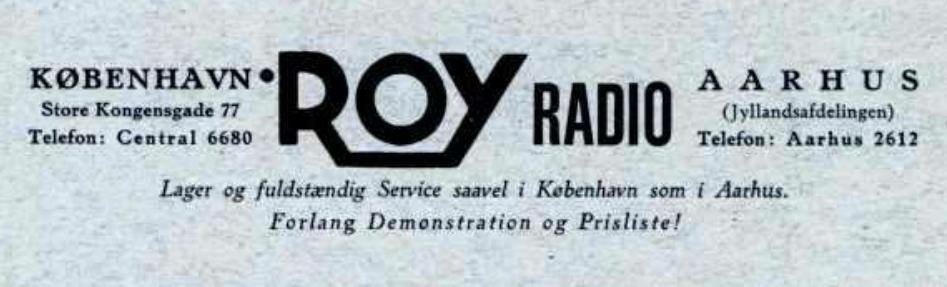 KØBENHAVN
Store Kongensgade 77
Telefon: Central 6680
ROY RADIO
AARHUS
(Jyllandsafdelingen)
Telefon: Aarhus 2612
Lager og fuldstændig Service saavel i København som i Aarhus.
Forlang Demonstration og Prisliste!